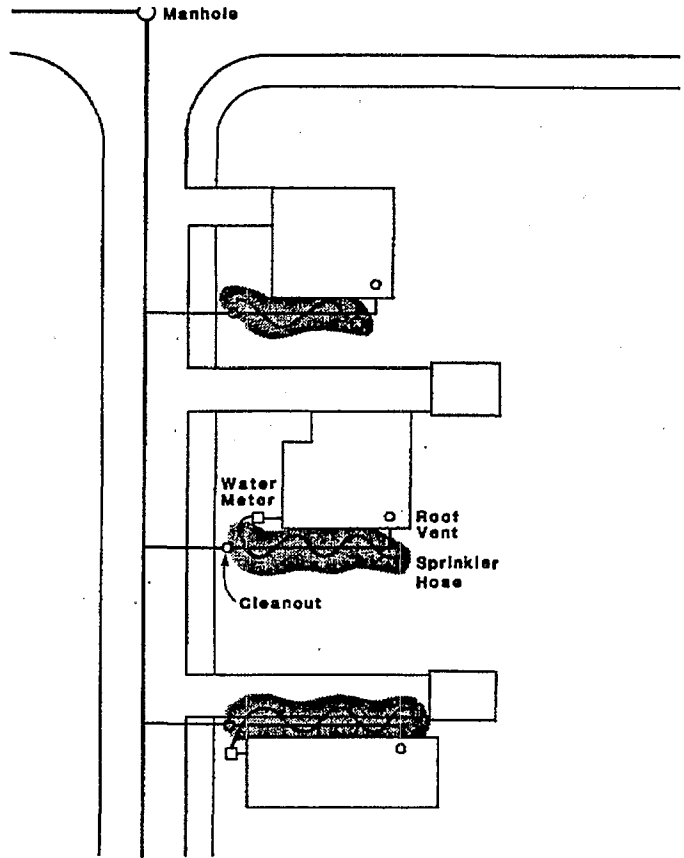 Manhole
Water
Meter
Roof
Vent
Sprinkler
Hose
Cleanout